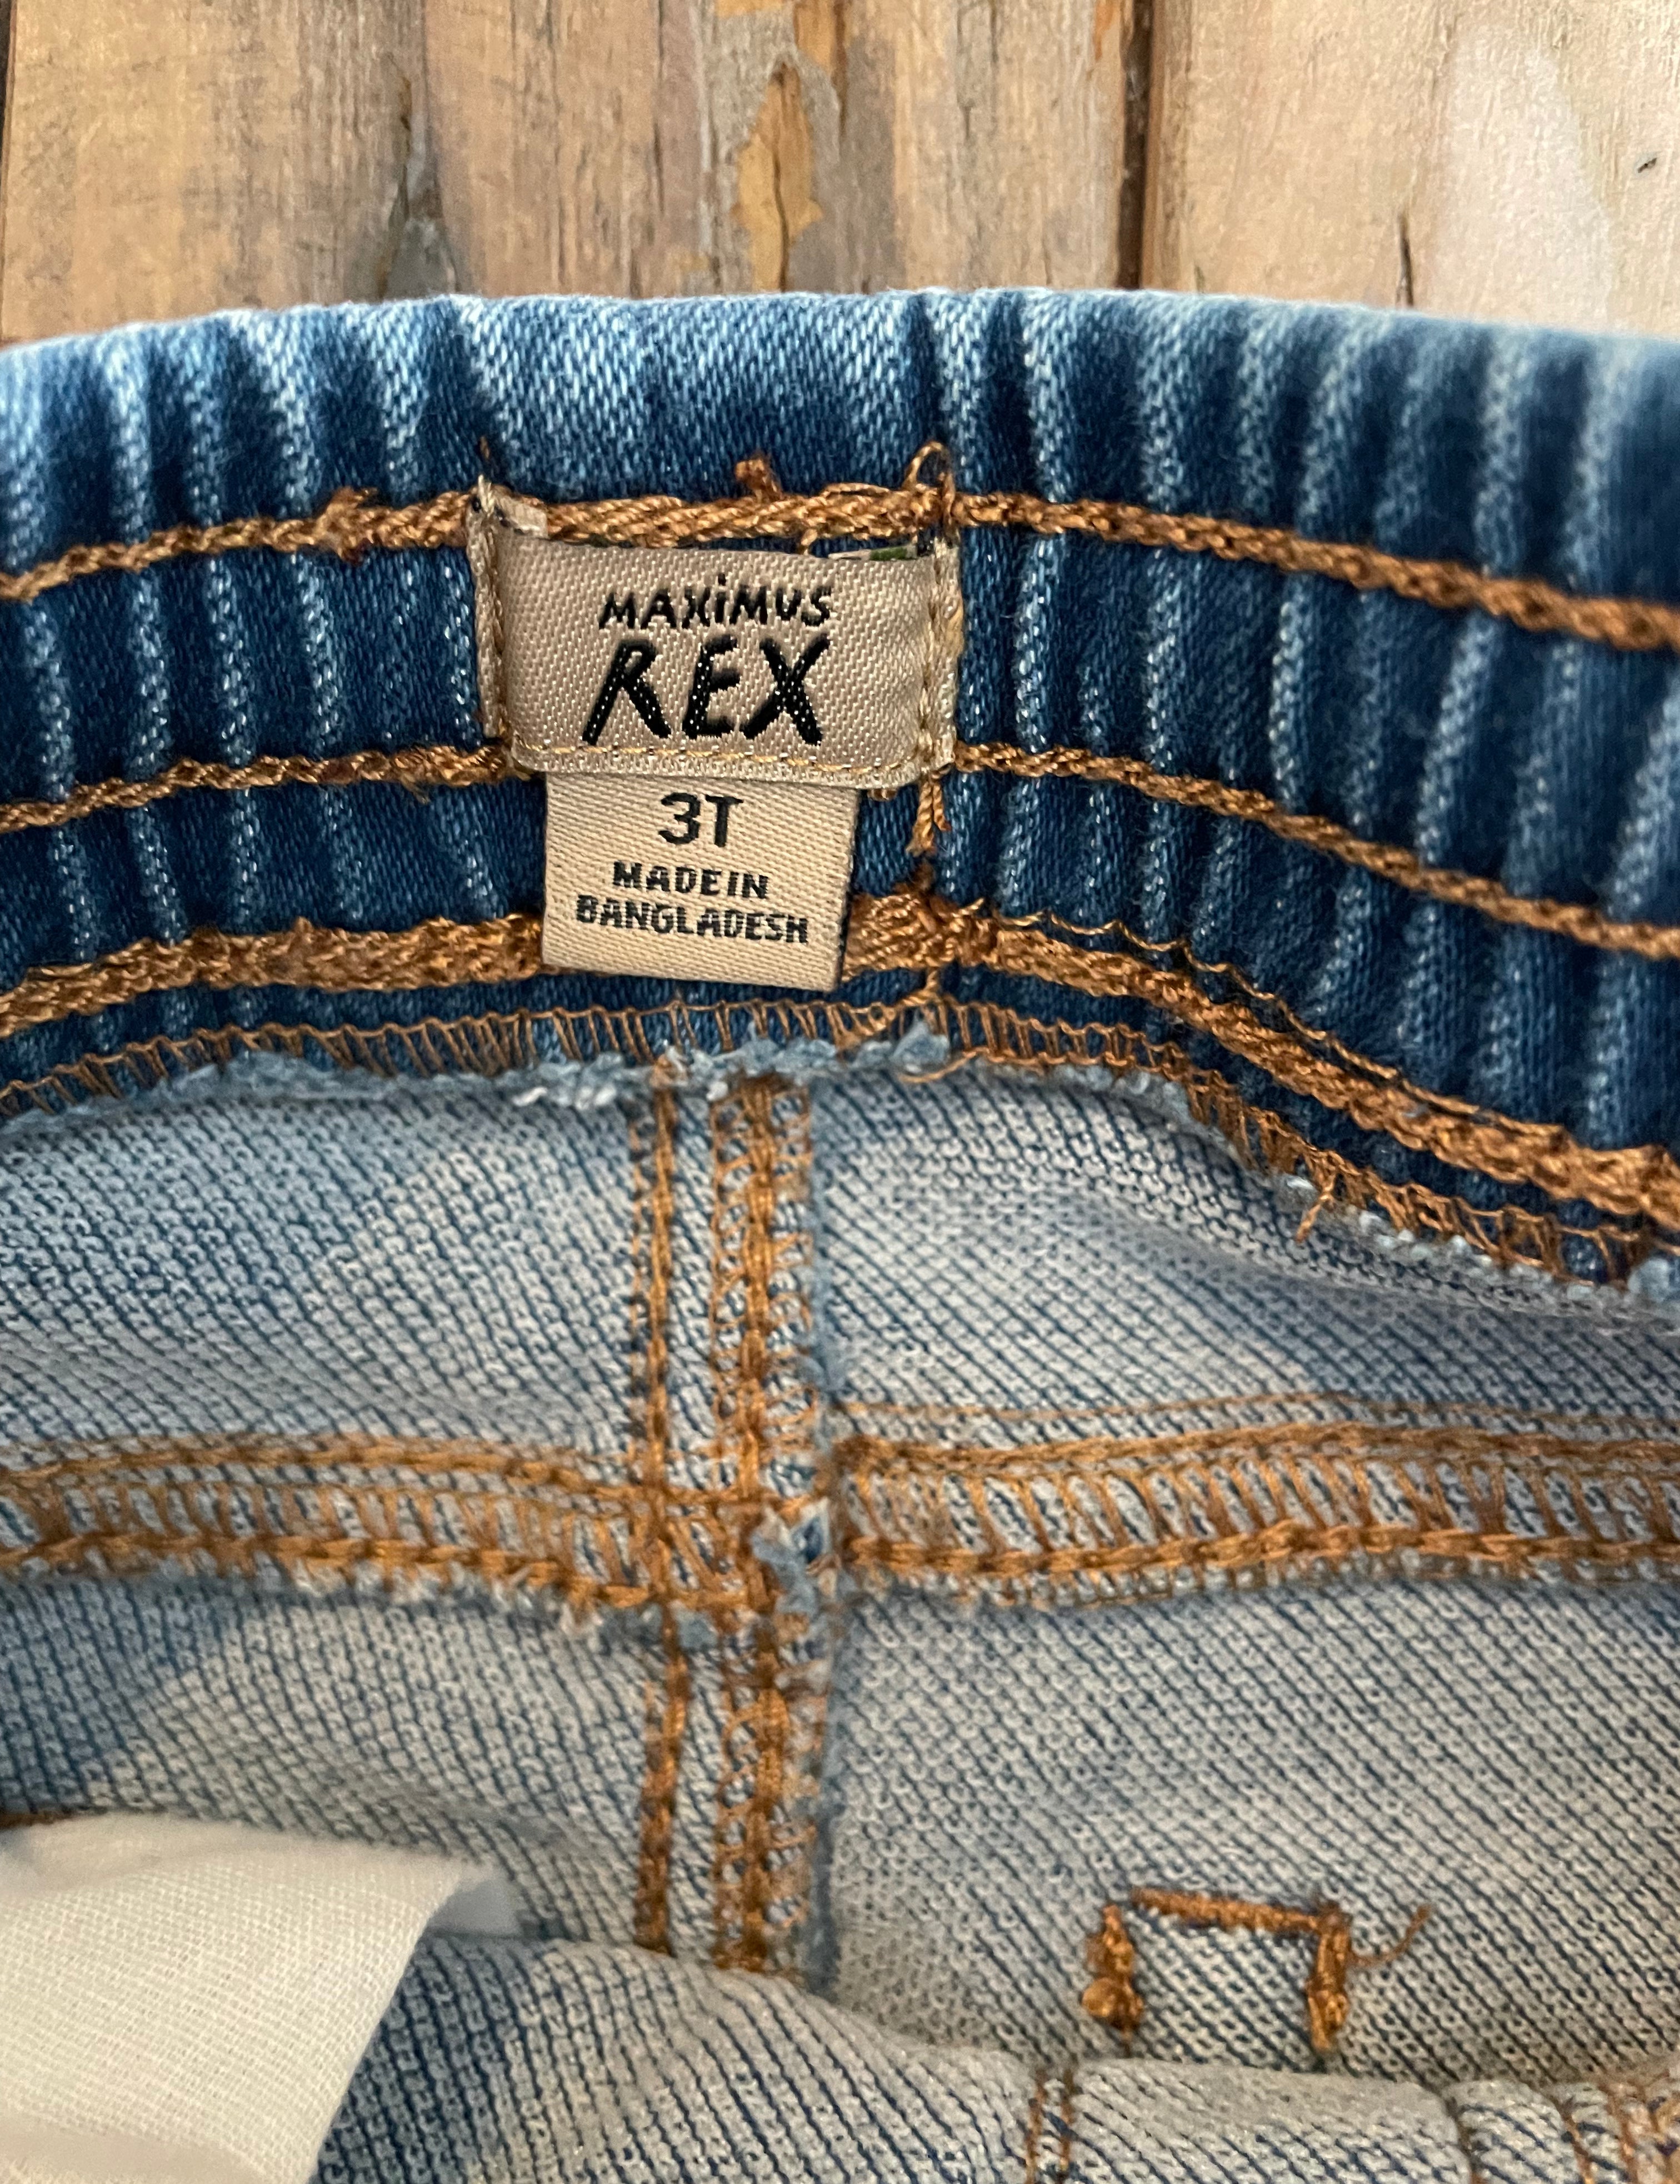 MAXiMUS
REX
3T
MADE IN
BANGLADESH